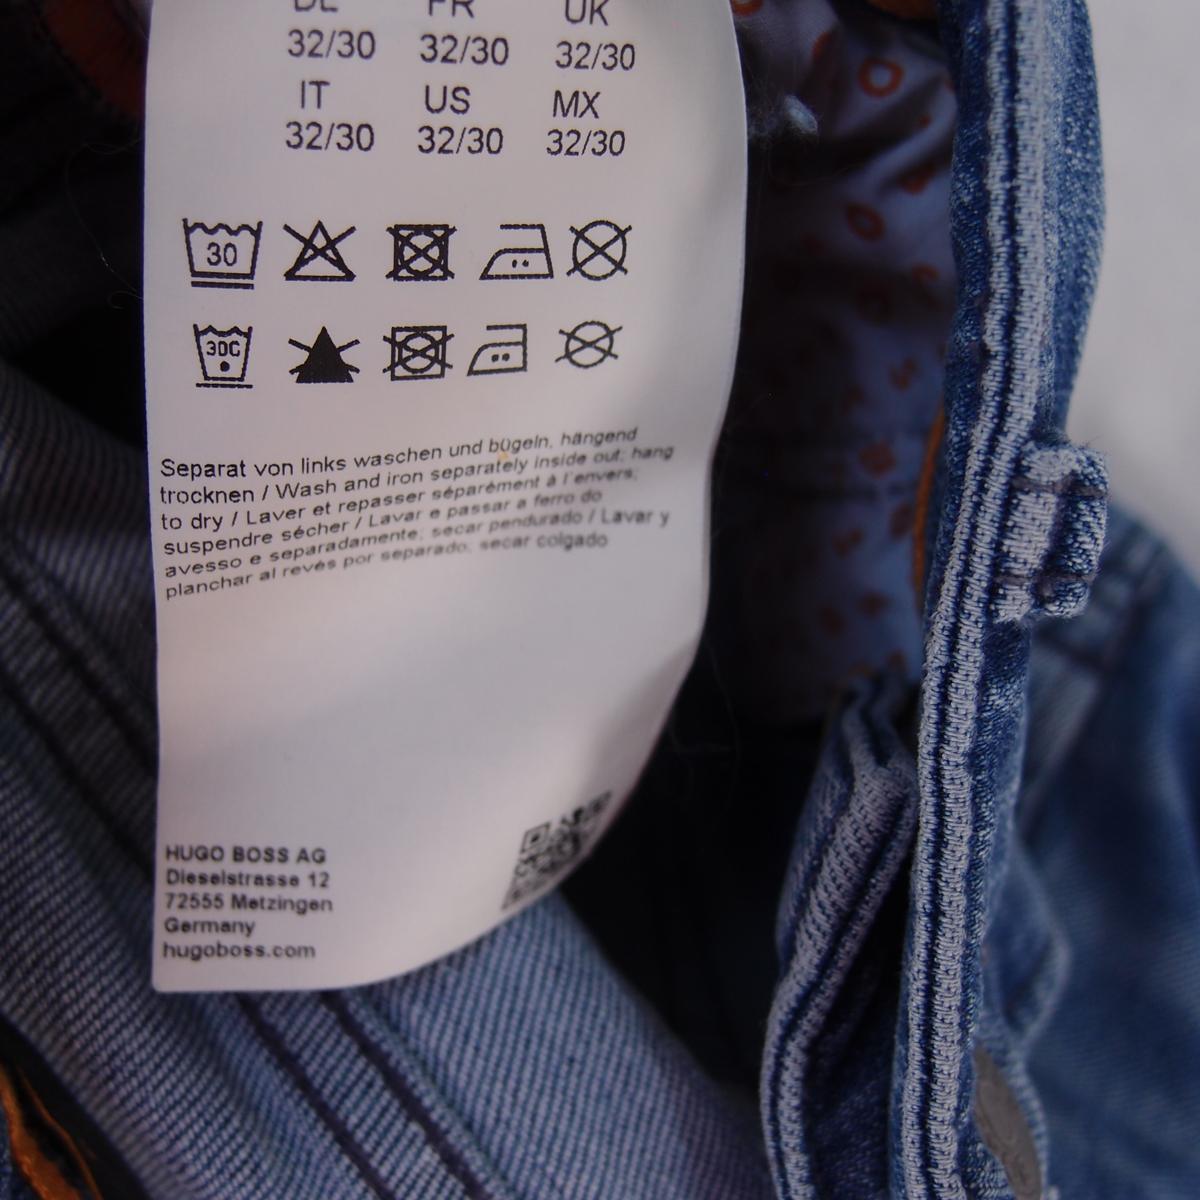 DE FR UK
32/30 32/30 32/30
IT US MX
32/30 32/30 32/30
30
30C
Separat von links waschen und bügeln, hängend
trocknen / Wash and iron separately inside out; hang
to dry / Laver et repasser séparément à l'envers;
suspendre sécher / Lavar e passar a ferro do
avesso e separadamente; secar pendurado / Lavar y
planchar al revés por separado; secar colgado
HUGO BOSS AG
Dieselstrasse 12
72555 Metzingen
Germany
hugoboss.com